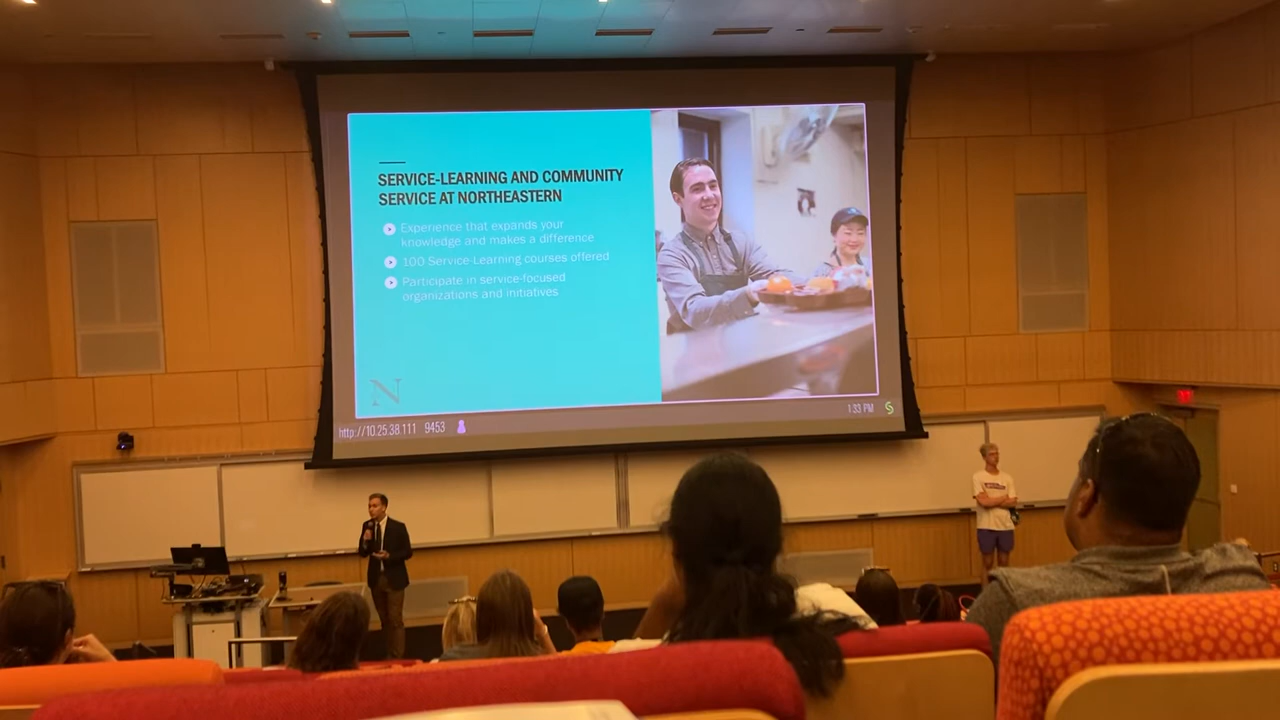 SERVICE-LEARNING AND COMMUNITY
SERVICE AT NORTHEASTERN
Experience that expands your
knowledge and makes a difference
100 Service-Learning courses offered
Participate in service-focused
organizations and initiatives
N
http://10.25.38.111 9453
1:33 PM